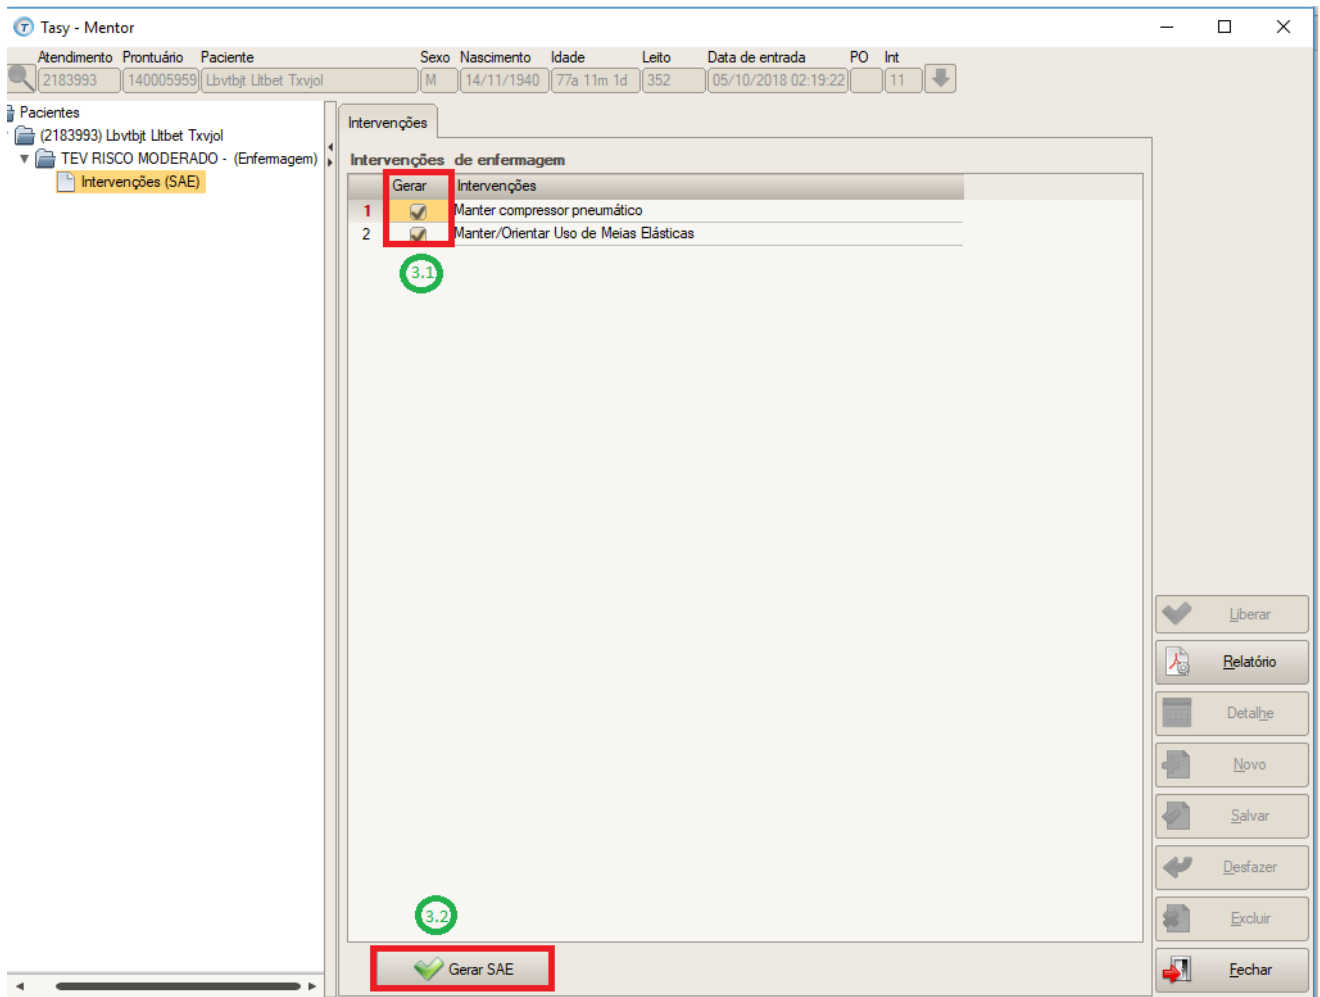 Tasy - Mentor
Atendimento Prontuário Paciente Sexo Nascimento Idade Leito Data de entrada PO Int
2183993 140005959 Lbvtbjt Ltbet Txvjol M 14/11/1940 77a 11m 1d 352 05/10/2018 02:19:22 11
Pacientes
(2183993) Lbvtbjt Ltbet Txvjol
TEV RISCO MODERADO - (Enfermagem)
Intervenções (SAE)
Intervenções
Intervenções de enfermagem
Gerar Intervenções
1 Manter compressor pneumático
2 Manter/Orientar Uso de Meias Elásticas
3.1
Liberar
Relatório
Detalhe
Novo
Salvar
Desfazer
Excluir
Fechar
3.2
Gerar SAE